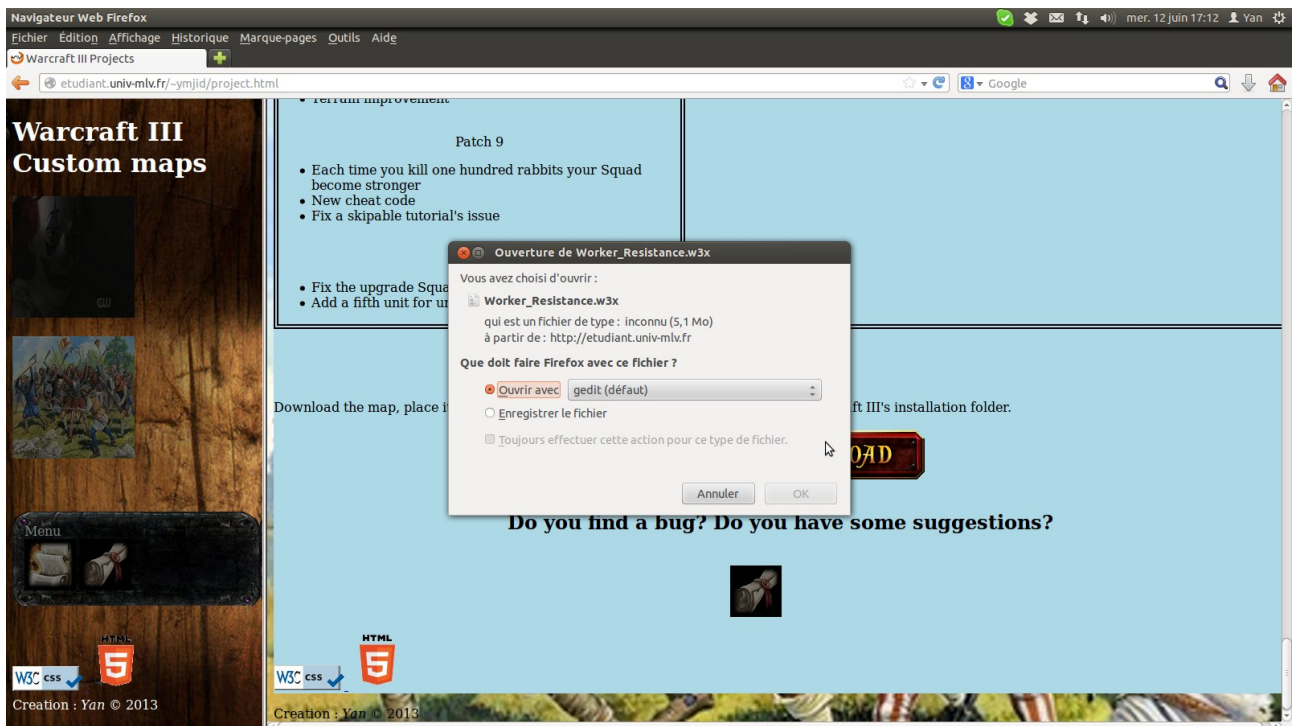 Navigateur Web Firefox
mer. 12 juin 17:12 Yan
Fichier Édition Affichage Historique Marque-pages Outils Aide
Warcraft III Projects
etudiant.univ-mlv.fr/~ymjid/project.html
Google
Warcraft III
Custom maps
Menu
HTML
5
W3C css
Creation : Yan © 2013
• Terrain improvement
Patch 9
• Each time you kill one hundred rabbits your Squad
become stronger
• New cheat code
• Fix a skipable tutorial's issue
• Fix the upgrade Squa
• Add a fifth unit for
Download the map, place
ft III's installation folder.
OAD
Do you find a bug? Do you have some suggestions?
HTML
5
W3C css
Creation : Yan © 2013
Ouverture de Worker_Resistance.w3x
Vous avez choisi d'ouvrir :
Worker_Resistance.w3x
qui est un fichier de type : inconnu (5,1 Mo)
à partir de : http://etudiant.univ-mlv.fr
Que doit faire Firefox avec ce fichier ?
Ouvrir avec gedit (défaut)
Enregistrer le fichier
Toujours effectuer cette action pour ce type de fichier.
Annuler OK